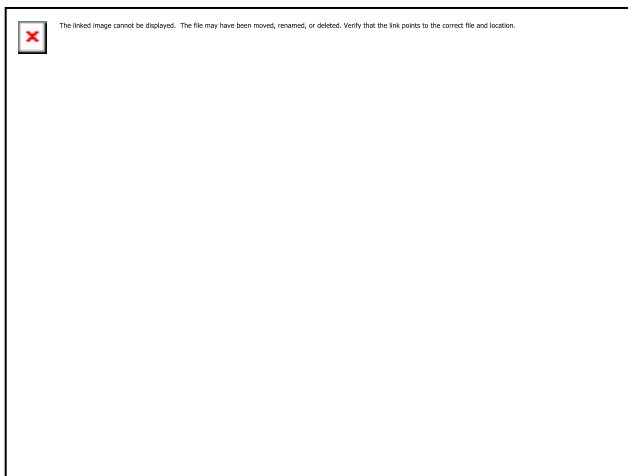 The linked image cannot be displayed.  The file may have been moved, renamed, or deleted. Verify that the link points to the correct file and location.